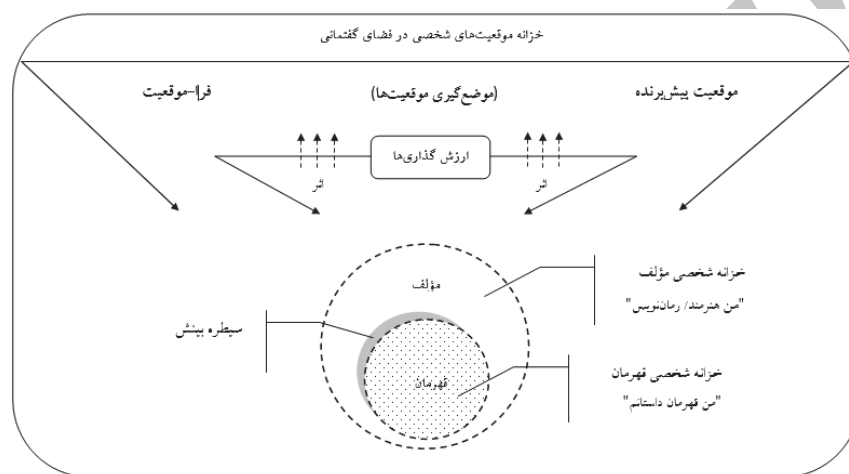 خزانه موقعیت‌های شخصی در فضای گفتمانی
موقعیت پیش‌برنده
(موضع‌گیری موقعیت‌ها)
فرا-موقعیت
ارزش گذاری‌ها
اثر
اثر
مؤلف
خزانه شخصی مؤلف
"من هنرمند/ رمان‌نویس"
سیطره بینش
قهرمان
خزانه شخصی قهرمان
"من قهرمان داستانم"